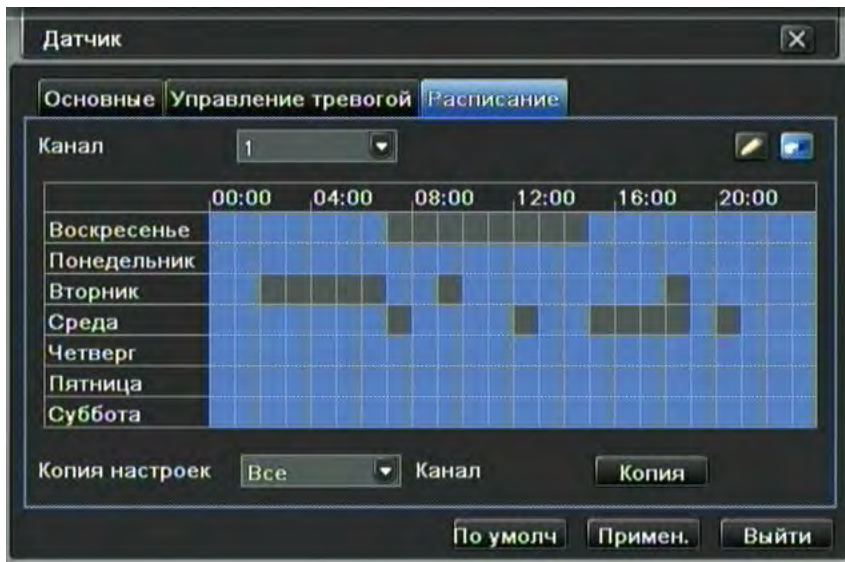 Датчик
Основные Управление тревогой Расписание
Канал 1
00:00 04:00 08:00 12:00 16:00 20:00
Воскресенье
Понедельник
Вторник
Среда
Четверг
Пятница
Суббота
Копия настроек Все Канал Копия
По умолч Примен. Выйти